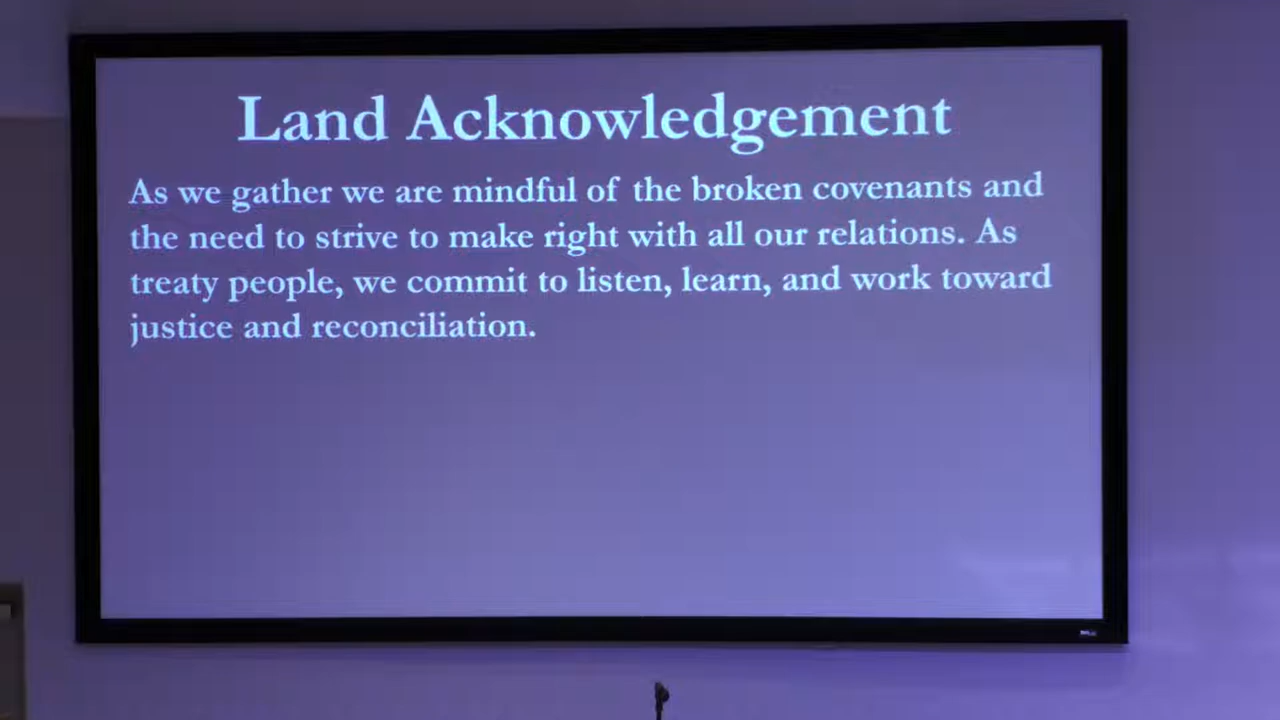 Land Acknowledgement
As we gather we are mindful of the broken covenants and
the need to strive to make right with all our relations. As
treaty people, we commit to listen, learn, and work toward
justice and reconciliation.